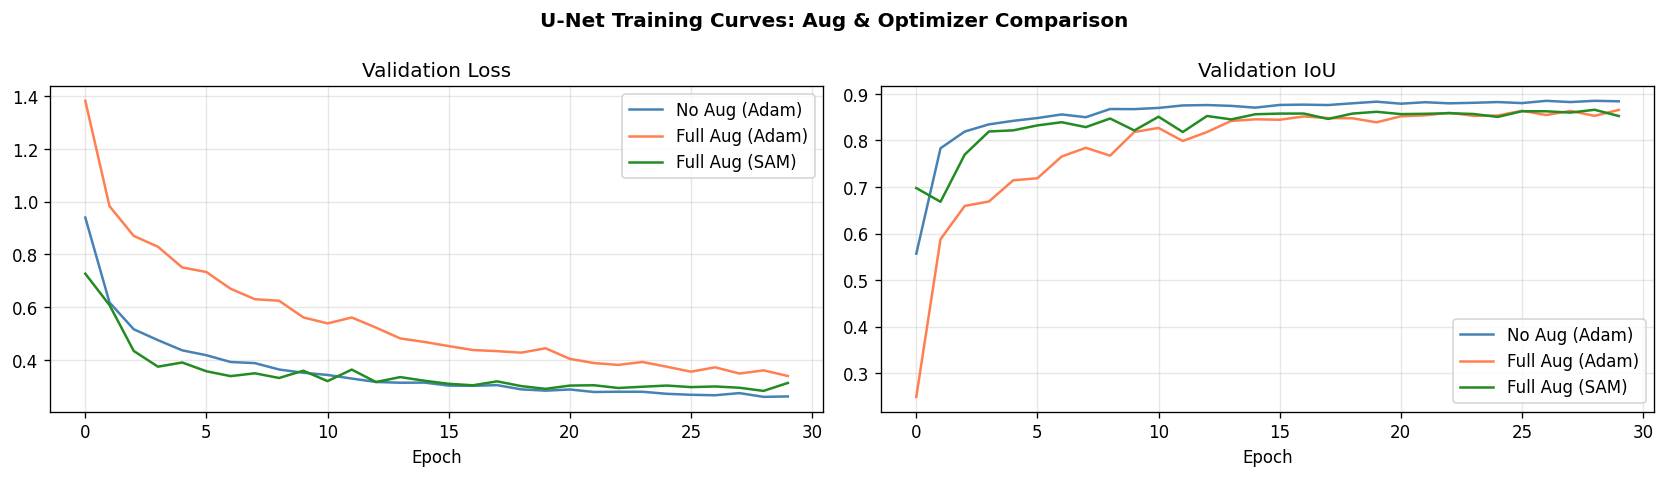 U-Net Training Curves: Aug & Optimizer Comparison
Validation Loss
1.4
1.2
1.0
0.8
0.6
0.4
No Aug (Adam)
Full Aug (Adam)
Full Aug (SAM)
0 5 10 15 20 25 30
Epoch
Validation IoU
0.9
0.8
0.7
0.6
0.5
0.4
0.3
No Aug (Adam)
Full Aug (Adam)
Full Aug (SAM)
0 5 10 15 20 25 30
Epoch